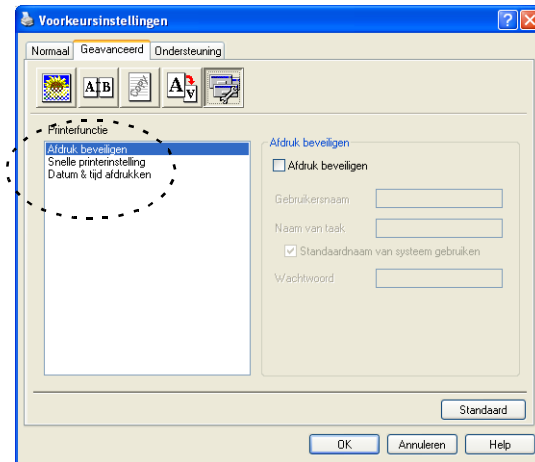 Voorkeursinstellingen
Normaal Geavanceerd Ondersteuning
A B copy A V
Printerfunctie
Afdruk beveiligen
Snelle printerinstelling
Datum & tijd afdrukken
Afdruk beveiligen
Afdruk beveiligen
Gebruikersnaam
Naam van taak
Standaardnaam van systeem gebruiken
Wachtwoord
Standaard
OK Annuleren Help